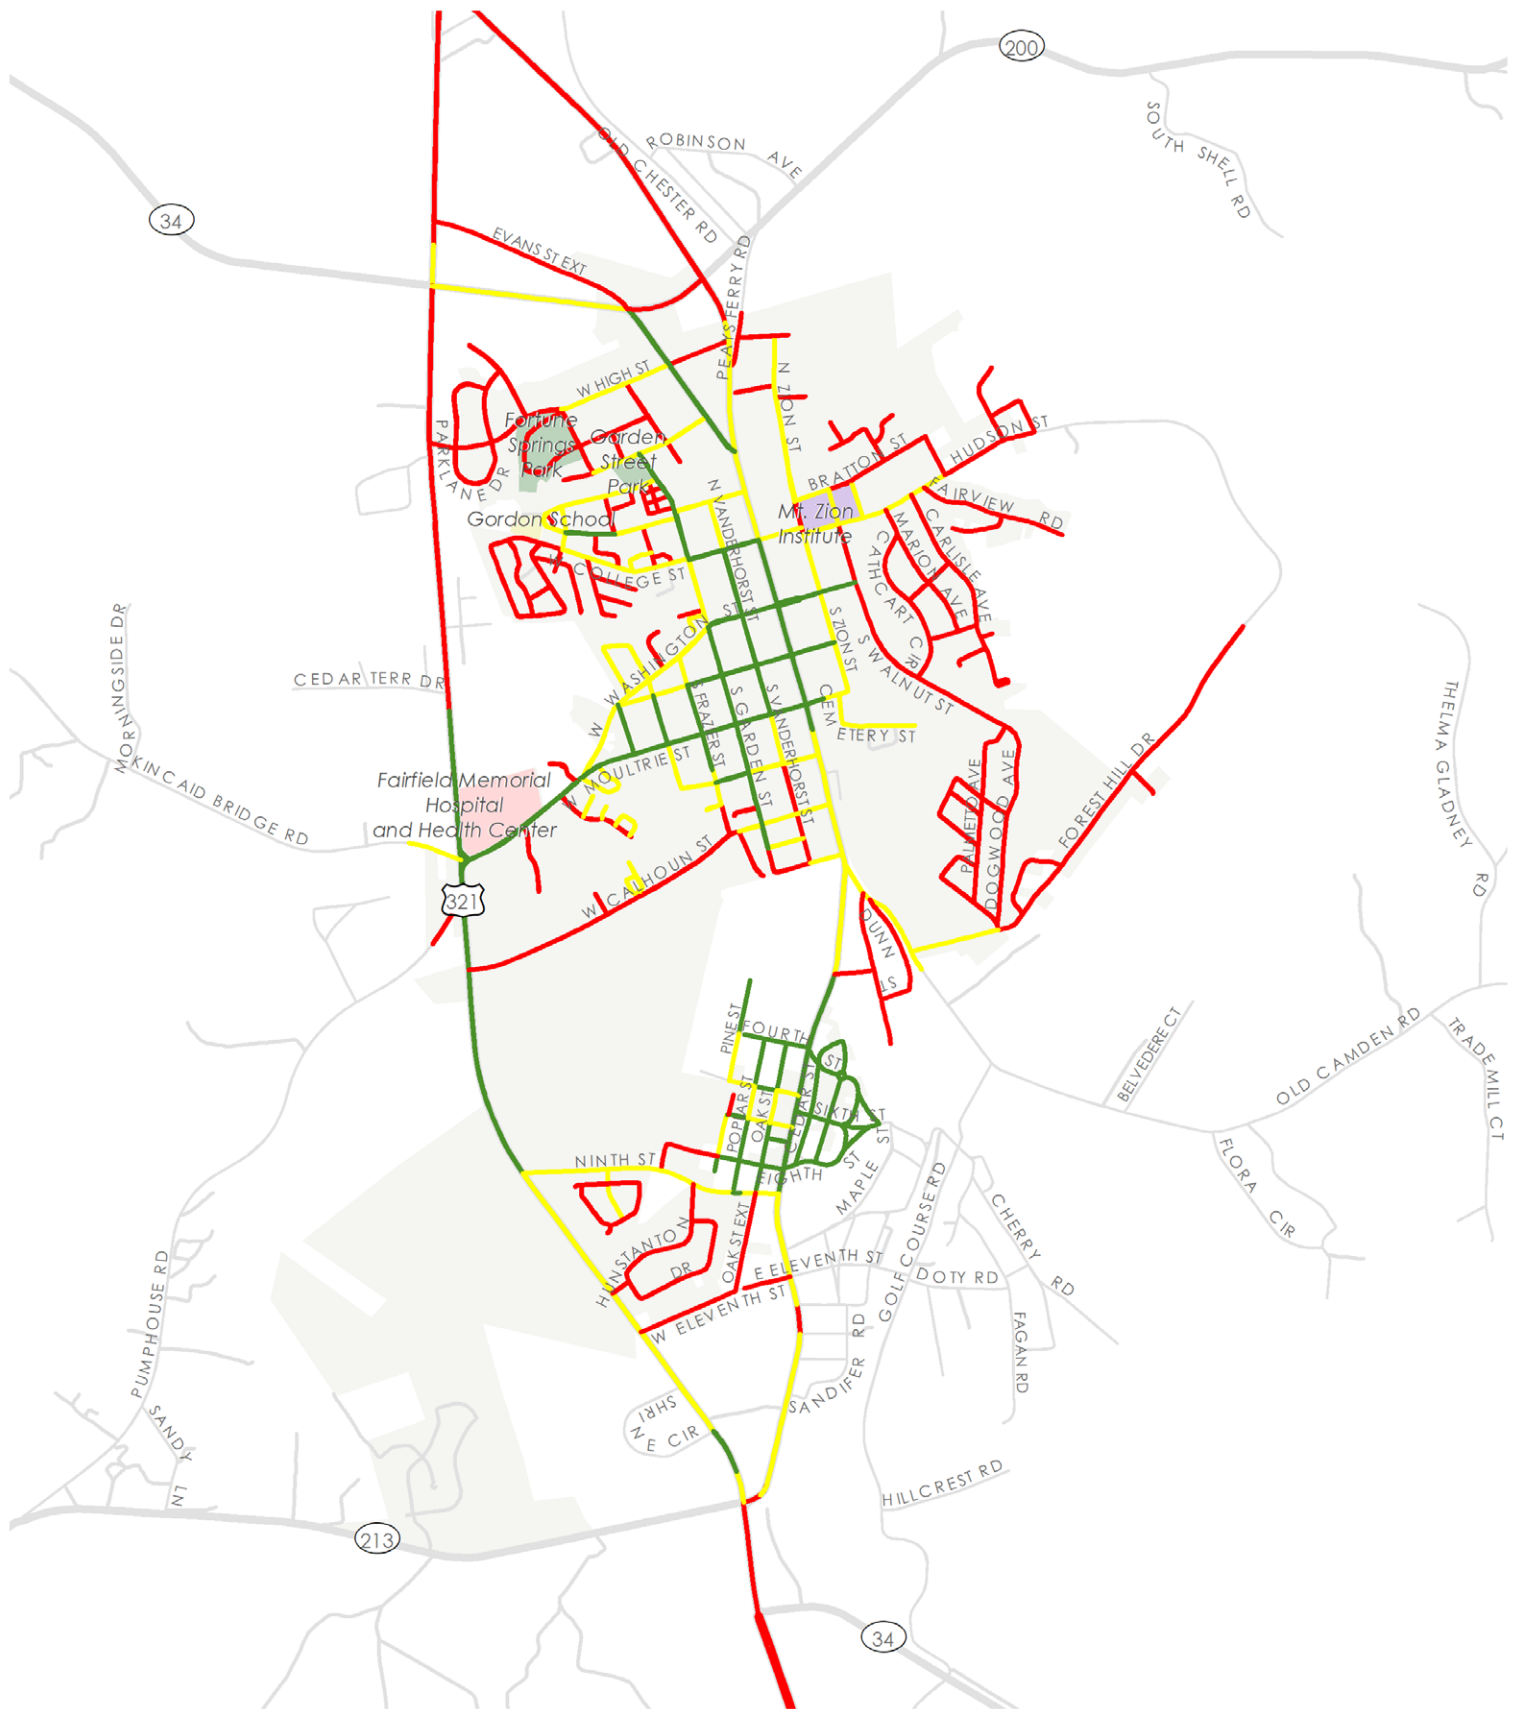 200
ROBINSON AVE
SOUTH SHELL RD
OLD CHESTER RD
34
EVANS ST EXT
PEAYS FERRY RD
W HIGH ST
N ZION ST
Fortune
Springs
Park
Garden
Street
Park
PARKLANE DR
HUDSON ST
BRATTON ST
FAIRVIEW RD
N VANDERHORST ST
Gordon School
Mt. Zion
Institute
CATHCART CIR
MARION AVE
CARLISLE AVE
W COLLEGE ST
MORNINGSIDE DR
W WASHINGTON ST
S ZION ST
S WALNUT ST
CEDAR TERR DR
S FRAZIER ST
S GARDEN ST
S VANDERHORST ST
CEMETERY ST
THELMA GLADNEY RD
KINCAID BRIDGE RD
W MOULTRIE ST
PALMETTO AVE
DOGWOOD AVE
FOREST HILL DR
Fairfield Memorial
Hospital
and Health Center
W CALHOUN ST
321
DUNN ST
PINE ST
FOURTH ST
BELVEDERE CT
OLD CAMDEN RD
TRADEMILL CT
POPLAR ST
OAK ST
CEDAR ST
SIXTH ST
NINTH ST
EIGHTH ST
MAPLE ST
GOLF COURSE RD
CHERRY RD
FLORA CIR
HUNSTANTON DR
OAK ST EXT
E ELEVENTH ST
DOTY RD
W ELEVENTH ST
PUMPHOUSE RD
SANDIFER RD
FAGAN RD
SHRINE CIR
SANDY LN
HILLCREST RD
213
34